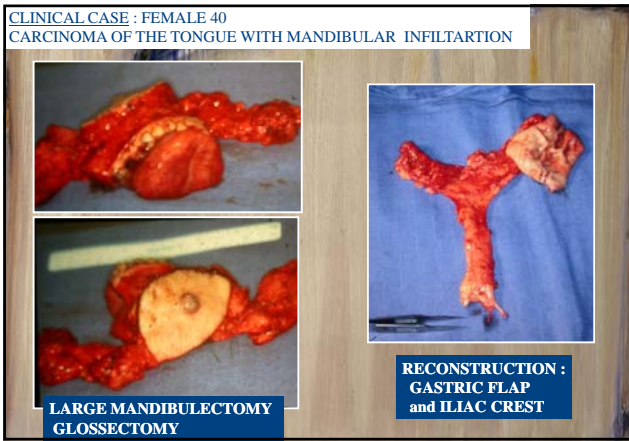 CLINICAL CASE : FEMALE 40
CARCINOMA OF THE TONGUE WITH MANDIBULAR INFILTARTION
LARGE MANDIBULECTOMY
GLOSSECTOMY
RECONSTRUCTION :
GASTRIC FLAP
and ILIAC CREST